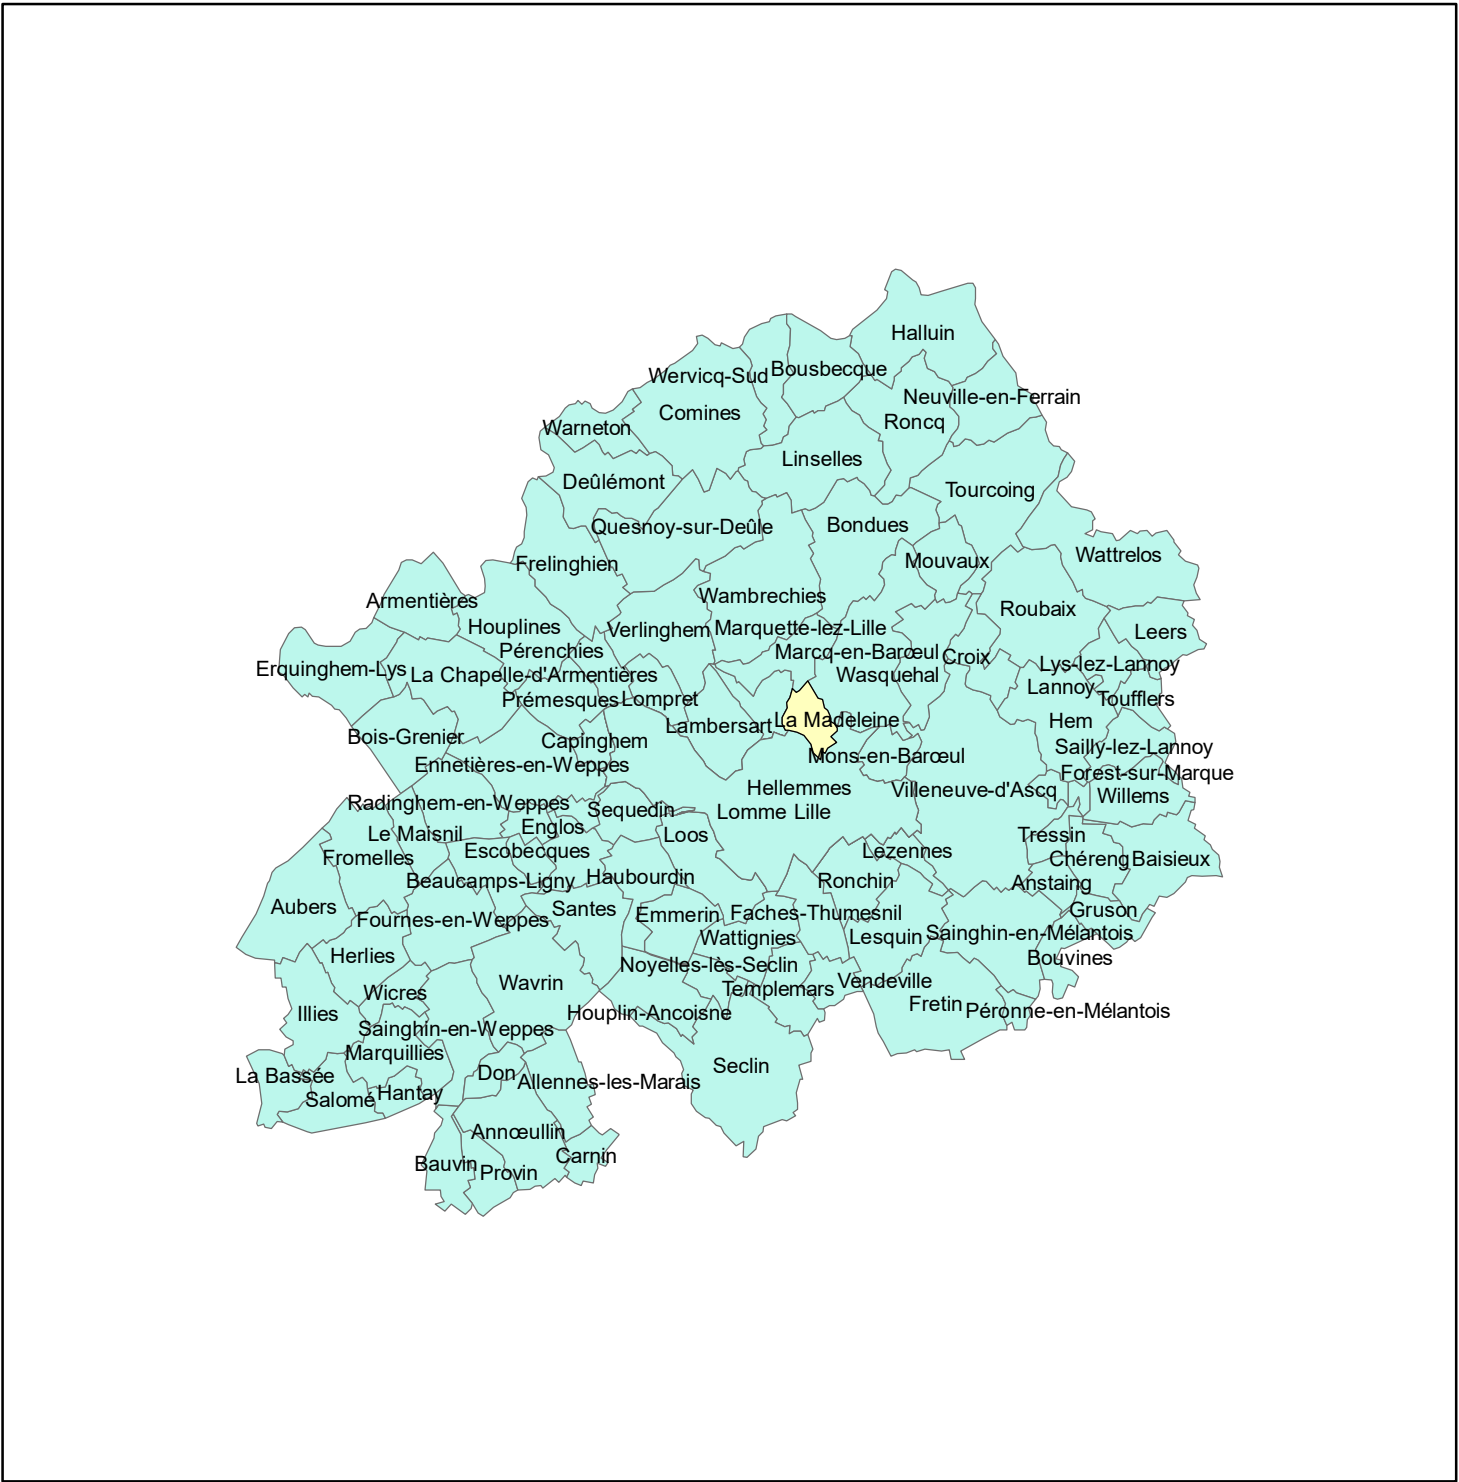 Halluin
Wervicq-Sud
Bousbecque
Neuville-en-Ferrain
Comines
Roncq
Warneton
Linselles
Deûlémont
Tourcoing
Quesnoy-sur-Deûle
Bondues
Wattrelos
Frelinghien
Mouvaux
Armentières
Wambrechies
Roubaix
Houplines
Verlinghem
Marquette-lez-Lille
Leers
Pérenchies
Marcq-en-Barœul
Croix
Erquinghem-Lys
La Chapelle-d'Armentières
Wasquehal
Lys-lez-Lannoy
Lannoy
Prémesques
Lompret
Toufflers
Lambersart
La Madeleine
Hem
Bois-Grenier
Capinghem
Sailly-lez-Lannoy
Ennetières-en-Weppes
Mons-en-Barœul
Forest-sur-Marque
Hellemmes
Villeneuve-d'Ascq
Willems
Radinghem-en-Weppes
Sequedin
Lomme Lille
Englos
Le Maisnil
Loos
Tressin
Fromelles
Escobecques
Lezennes
Chéreng
Baisieux
Beaucamps-Ligny
Haubourdin
Ronchin
Anstaing
Aubers
Fournes-en-Weppes
Santes
Emmerin
Faches-Thumesnil
Gruson
Wattignies
Lesquin
Sainghin-en-Mélantois
Herlies
Noyelles-lès-Seclin
Bouvines
Wicres
Wavrin
Templemars
Vendeville
Illies
Houplin-Ancoisne
Fretin
Péronne-en-Mélantois
Sainghin-en-Weppes
Marquillies
Seclin
La Bassée
Don
Allennes-les-Marais
Salomé
Hantay
Annœullin
Bauvin
Provin
Carnin